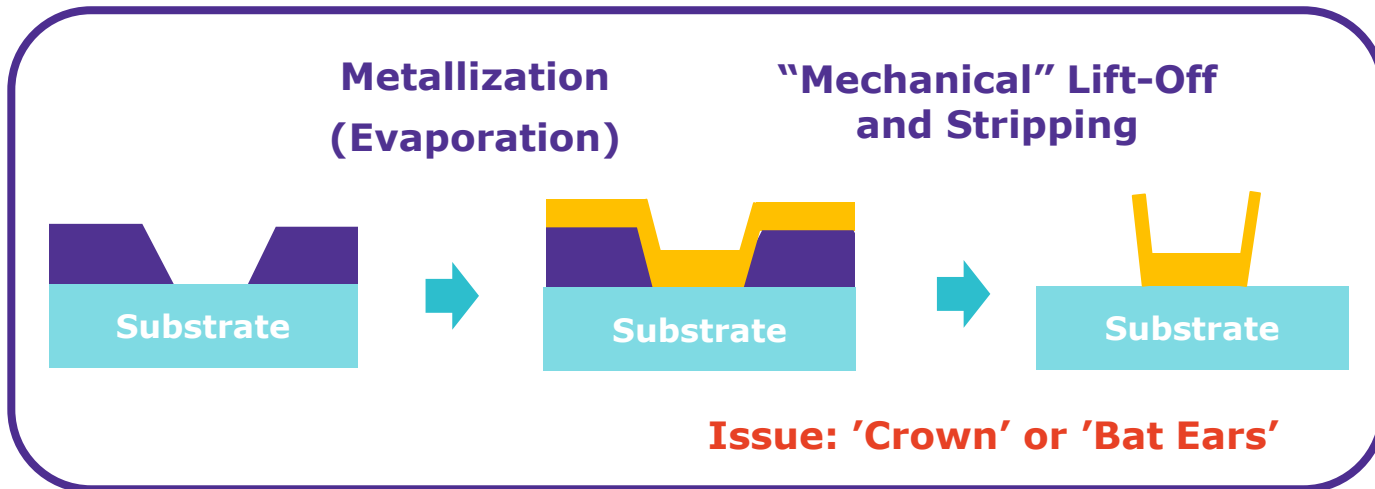 Metallization
(Evaporation)
“Mechanical” Lift-Off
and Stripping
Substrate
Substrate
Substrate
Issue: ’Crown’ or ’Bat Ears’